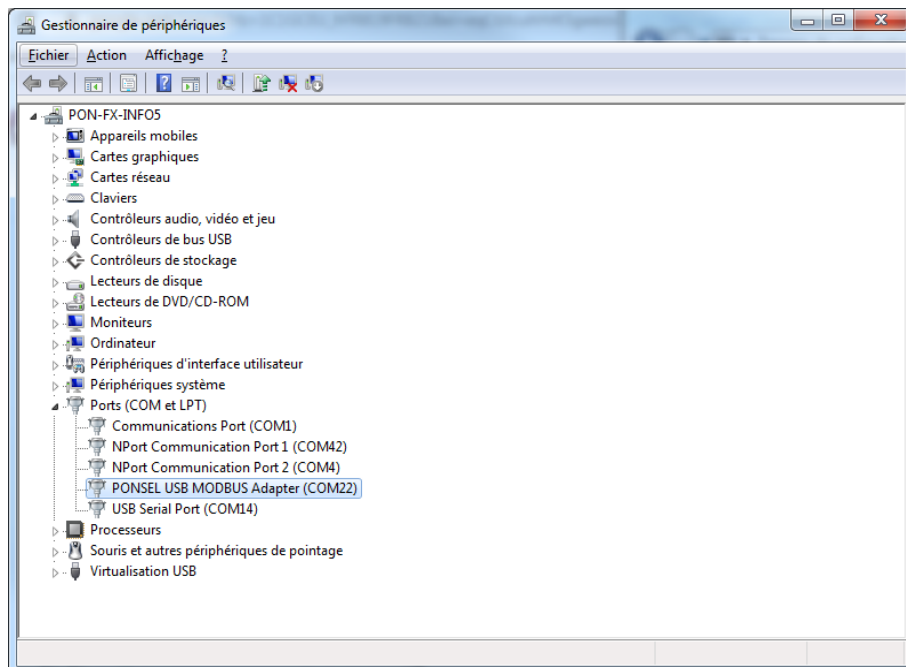 Gestionnaire de périphériques
Fichier Action Affichage ?
PON-FX-INFO5
Appareils mobiles
Cartes graphiques
Cartes réseau
Claviers
Contrôleurs audio, vidéo et jeu
Contrôleurs de bus USB
Contrôleurs de stockage
Lecteurs de disque
Lecteurs de DVD/CD-ROM
Moniteurs
Ordinateur
Périphériques d'interface utilisateur
Périphériques système
Ports (COM et LPT)
Communications Port (COM1)
NPort Communication Port 1 (COM42)
NPort Communication Port 2 (COM4)
PONSEL USB MODBUS Adapter (COM22)
USB Serial Port (COM14)
Processeurs
Souris et autres périphériques de pointage
Virtualisation USB